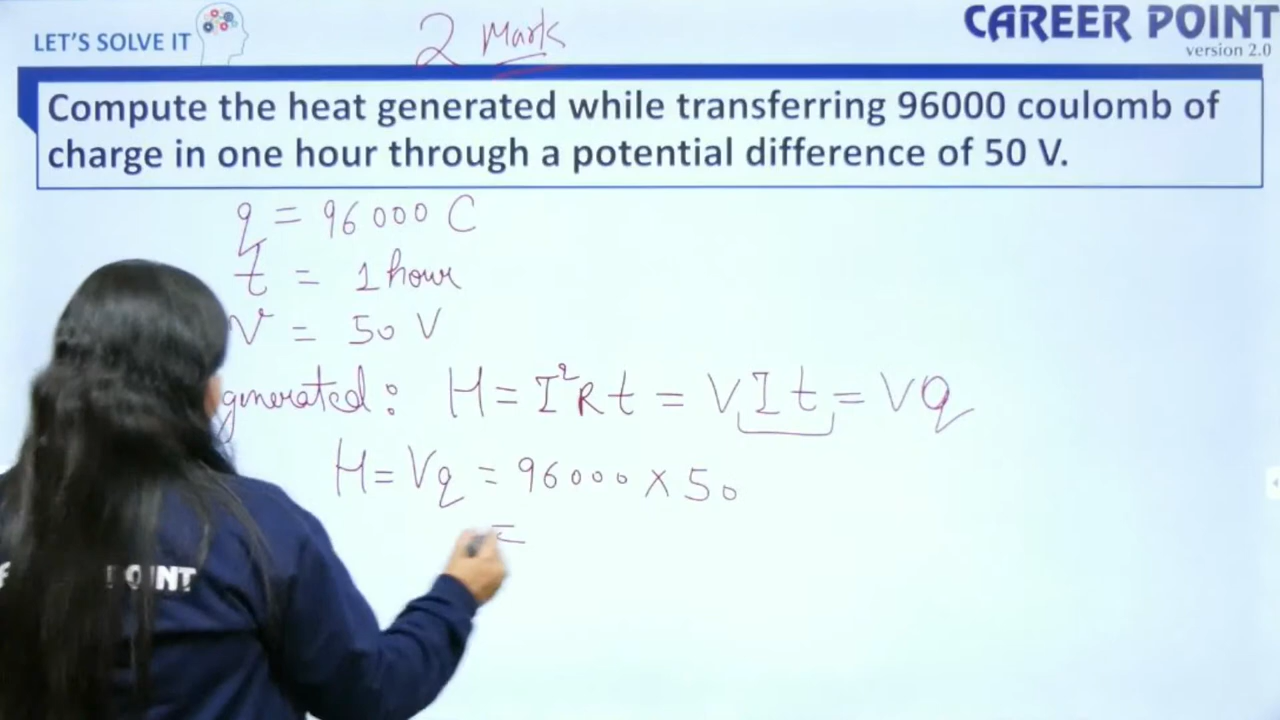 LET'S SOLVE IT
2 Mark
CAREER POINT
version 2.0
Compute the heat generated while transferring 96000 coulomb of
charge in one hour through a potential difference of 50 V.
q = 96000 C
t = 1 hour
V = 50 V
generated: H = I²Rt = VIt = VQ
H = Vq = 96000 × 50
=
POINT